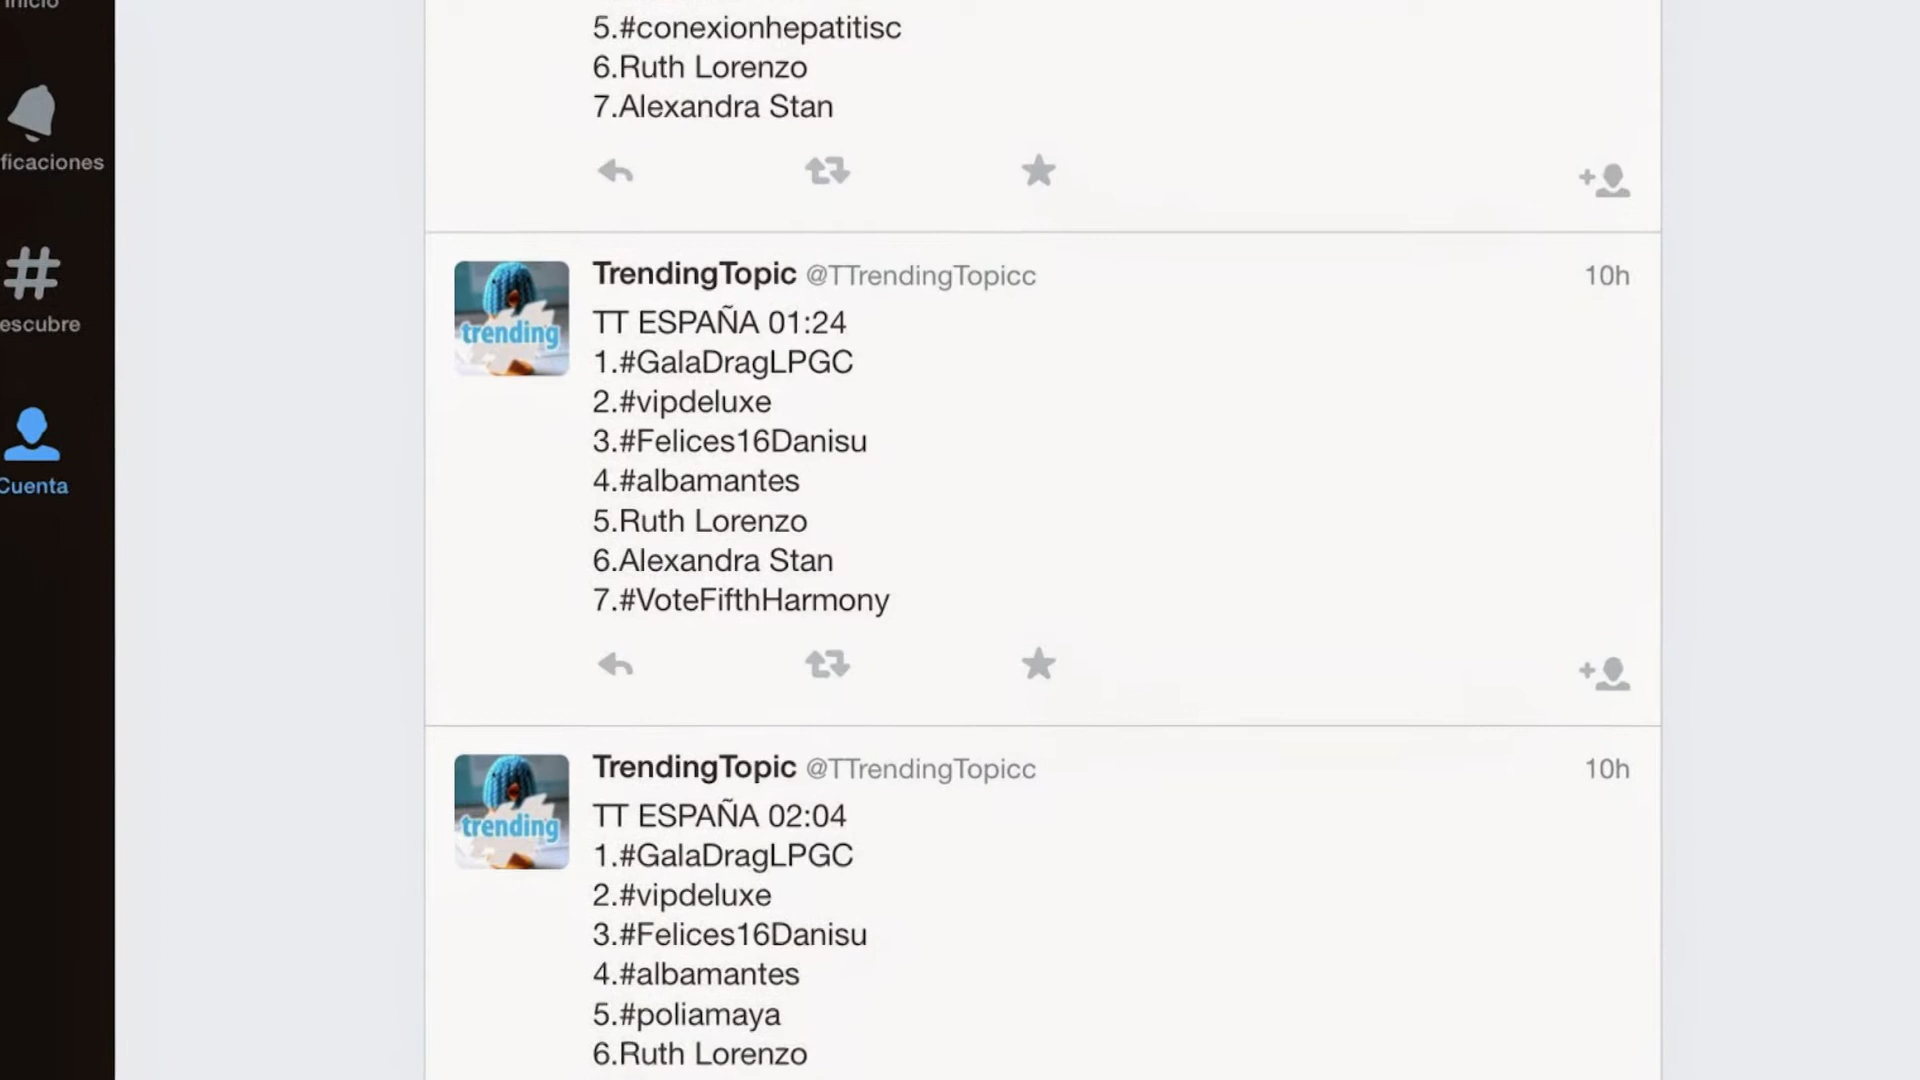 Inicio
5.#conexionhepatitisc
6.Ruth Lorenzo
7.Alexandra Stan
ficaciones
escubre
Cuenta
trending
TrendingTopic @TTrendingTopicc 10h
TT ESPAÑA 01:24
1.#GalaDragLPGC
2.#vipdeluxe
3.#Felices16Danisu
4.#albamantes
5.Ruth Lorenzo
6.Alexandra Stan
7.#VoteFifthHarmony
trending
TrendingTopic @TTrendingTopicc 10h
TT ESPAÑA 02:04
1.#GalaDragLPGC
2.#vipdeluxe
3.#Felices16Danisu
4.#albamantes
5.#poliamaya
6.Ruth Lorenzo